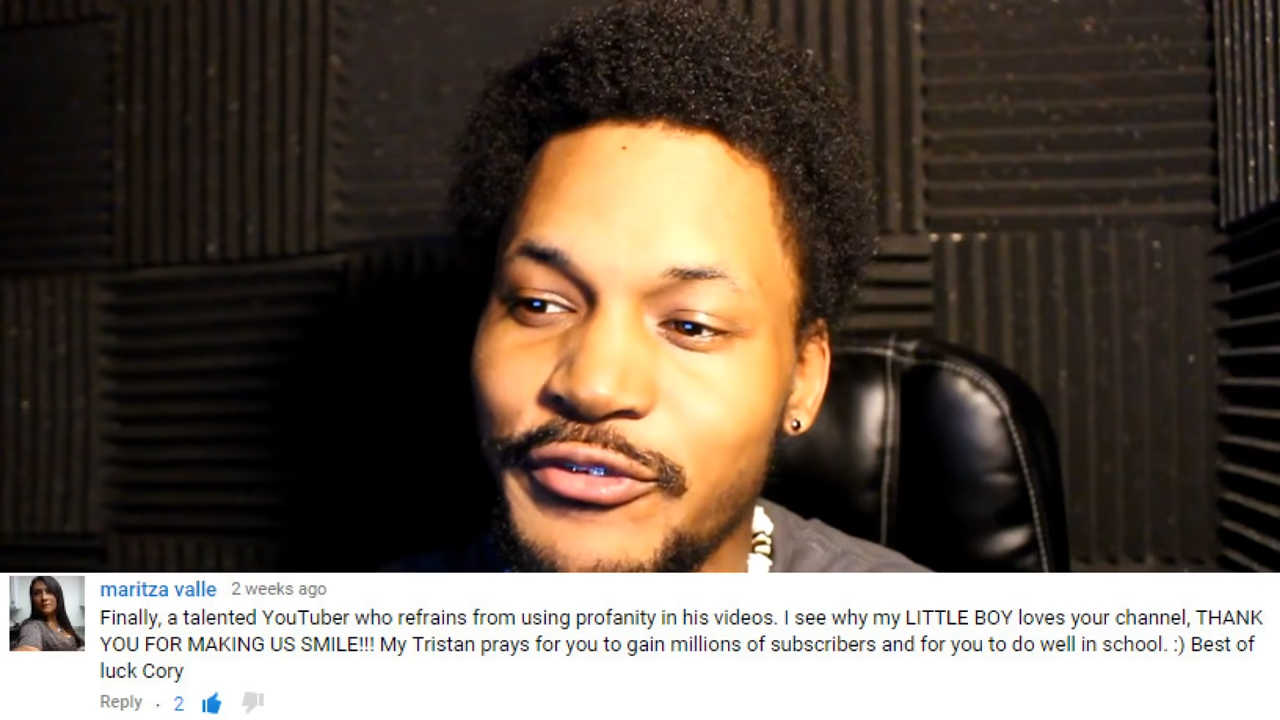 maritza valle 2 weeks ago
Finally, a talented YouTuber who refrains from using profanity in his videos. I see why my LITTLE BOY loves your channel, THANK
YOU FOR MAKING US SMILE!!! My Tristan prays for you to gain millions of subscribers and for you to do well in school. :) Best of
luck Cory
Reply · 2